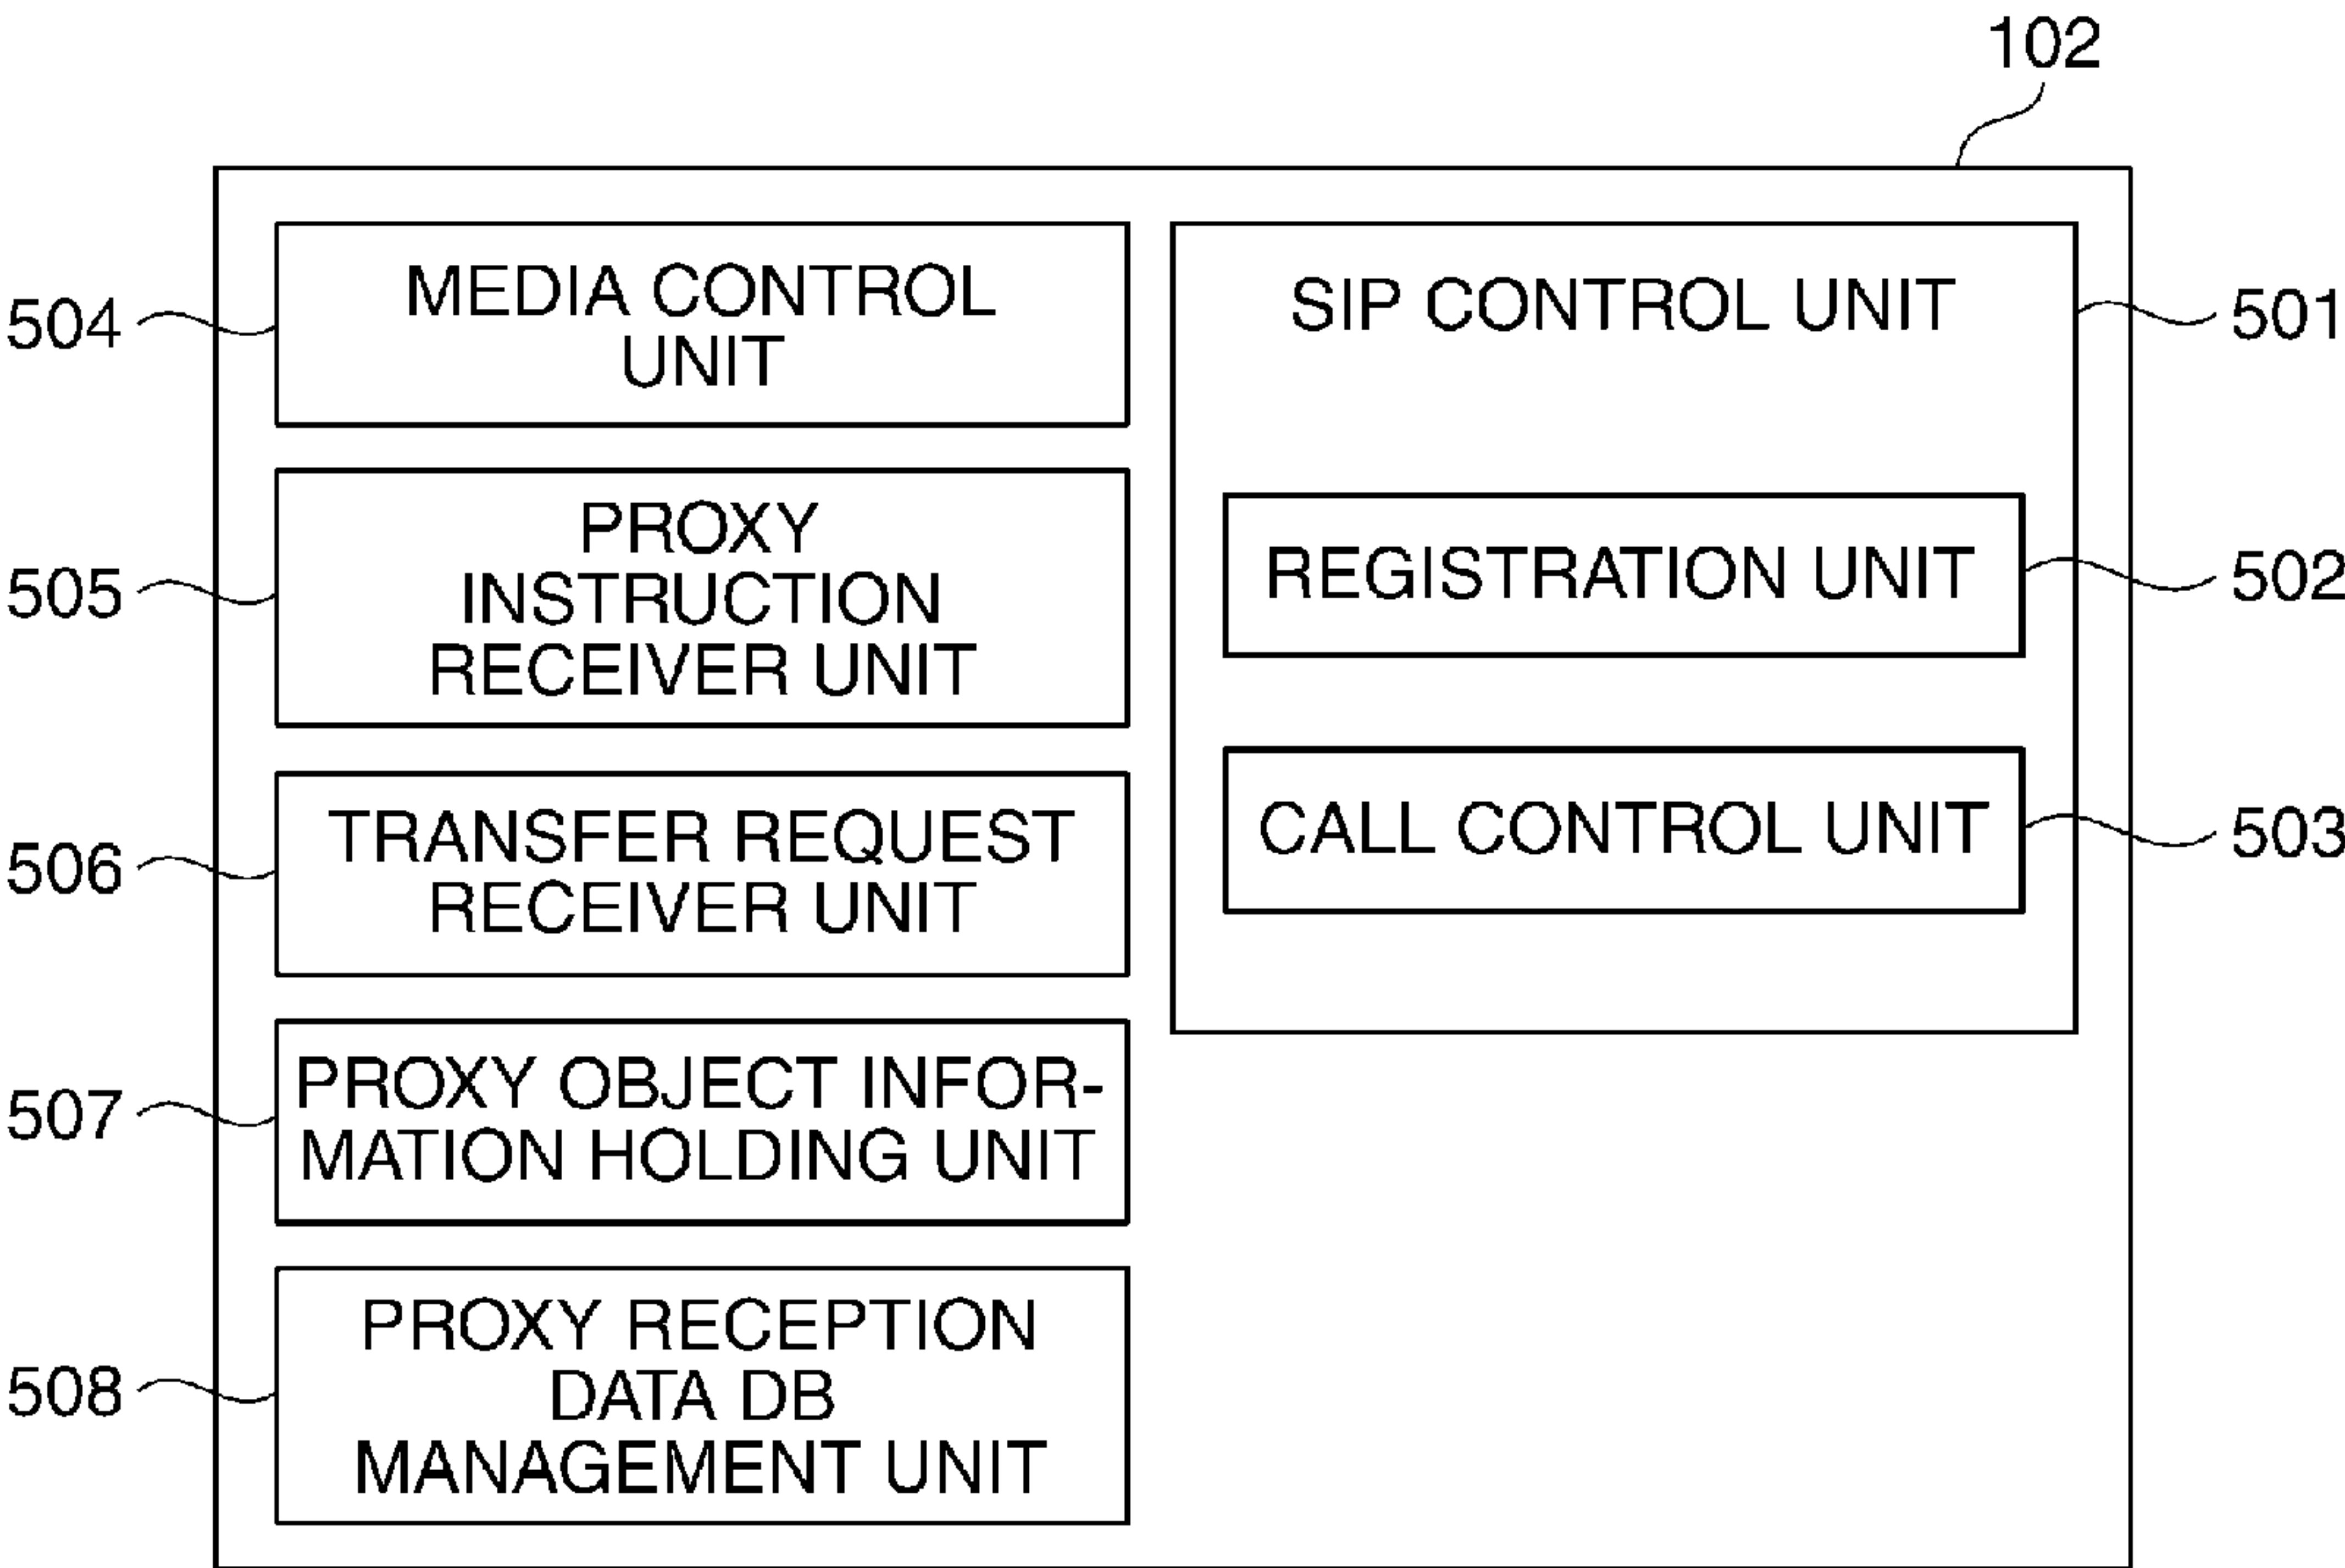 102
504
MEDIA CONTROL
UNIT
505
PROXY
INSTRUCTION
RECEIVER UNIT
506
TRANSFER REQUEST
RECEIVER UNIT
507
PROXY OBJECT INFOR-
MATION HOLDING UNIT
508
PROXY RECEPTION
DATA DB
MANAGEMENT UNIT
SIP CONTROL UNIT
501
REGISTRATION UNIT
502
CALL CONTROL UNIT
503